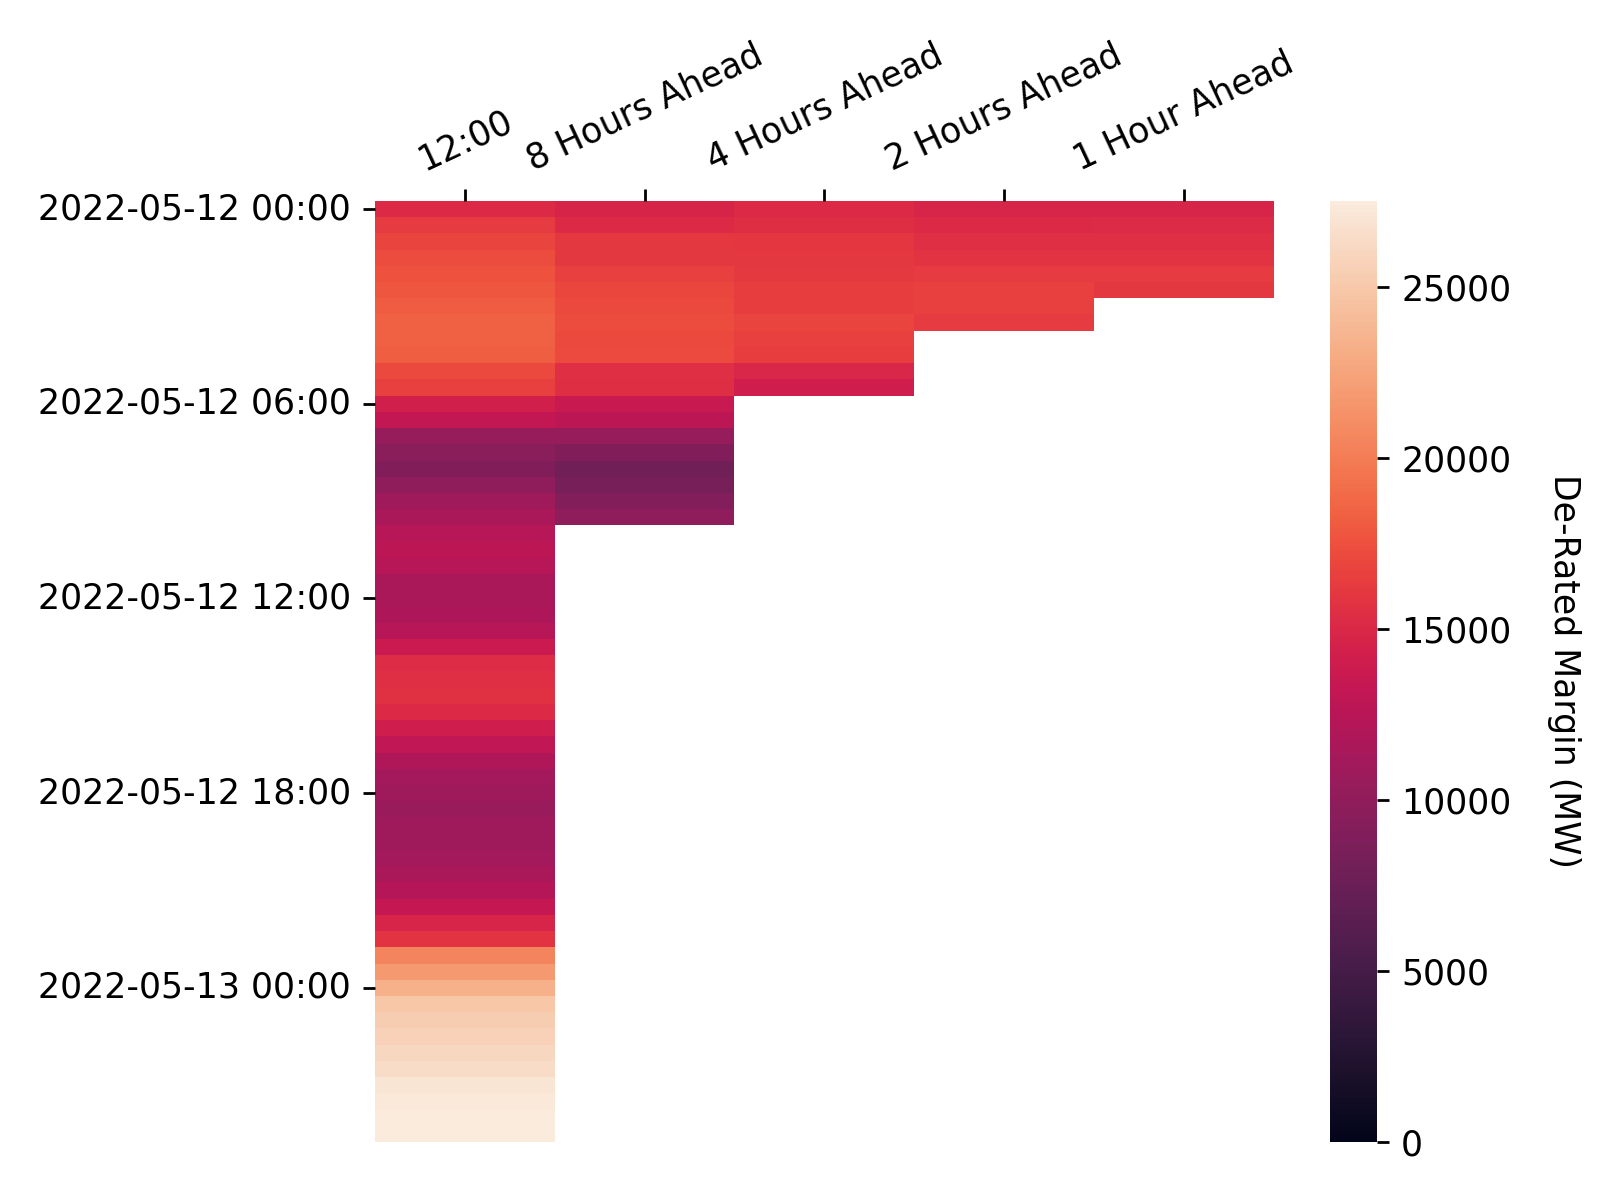 12:00
8 Hours Ahead
4 Hours Ahead
2 Hours Ahead
1 Hour Ahead
2022-05-12 00:00
2022-05-12 06:00
2022-05-12 12:00
2022-05-12 18:00
2022-05-13 00:00
25000
20000
15000
10000
5000
0
De-Rated Margin (MW)